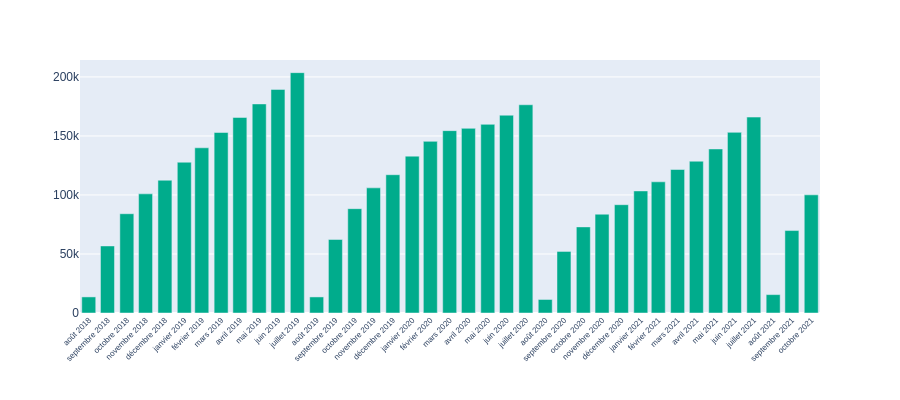 200k
150k
100k
50k
0
août 2018
septembre 2018
octobre 2018
novembre 2018
décembre 2018
janvier 2019
février 2019
mars 2019
avril 2019
mai 2019
juin 2019
juillet 2019
août 2019
septembre 2019
octobre 2019
novembre 2019
décembre 2019
janvier 2020
février 2020
mars 2020
avril 2020
mai 2020
juin 2020
juillet 2020
août 2020
septembre 2020
octobre 2020
novembre 2020
décembre 2020
janvier 2021
février 2021
mars 2021
avril 2021
mai 2021
juin 2021
juillet 2021
août 2021
septembre 2021
octobre 2021